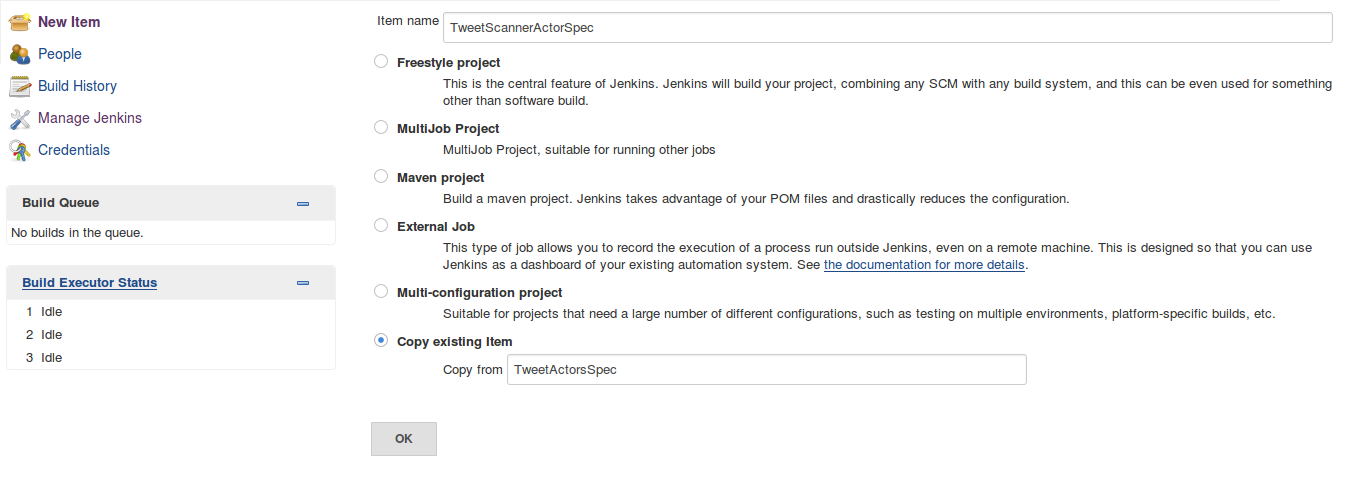 New Item
People
Build History
Manage Jenkins
Credentials
Build Queue
No builds in the queue.
Build Executor Status
1 Idle
2 Idle
3 Idle
Item name TweetScannerActorSpec
Freestyle project
This is the central feature of Jenkins. Jenkins will build your project, combining any SCM with any build system, and this can be even used for something
other than software build.
MultiJob Project
MultiJob Project, suitable for running other jobs
Maven project
Build a maven project. Jenkins takes advantage of your POM files and drastically reduces the configuration.
External Job
This type of job allows you to record the execution of a process run outside Jenkins, even on a remote machine. This is designed so that you can use
Jenkins as a dashboard of your existing automation system. See the documentation for more details.
Multi-configuration project
Suitable for projects that need a large number of different configurations, such as testing on multiple environments, platform-specific builds, etc.
Copy existing Item
Copy from TweetActorsSpec
OK